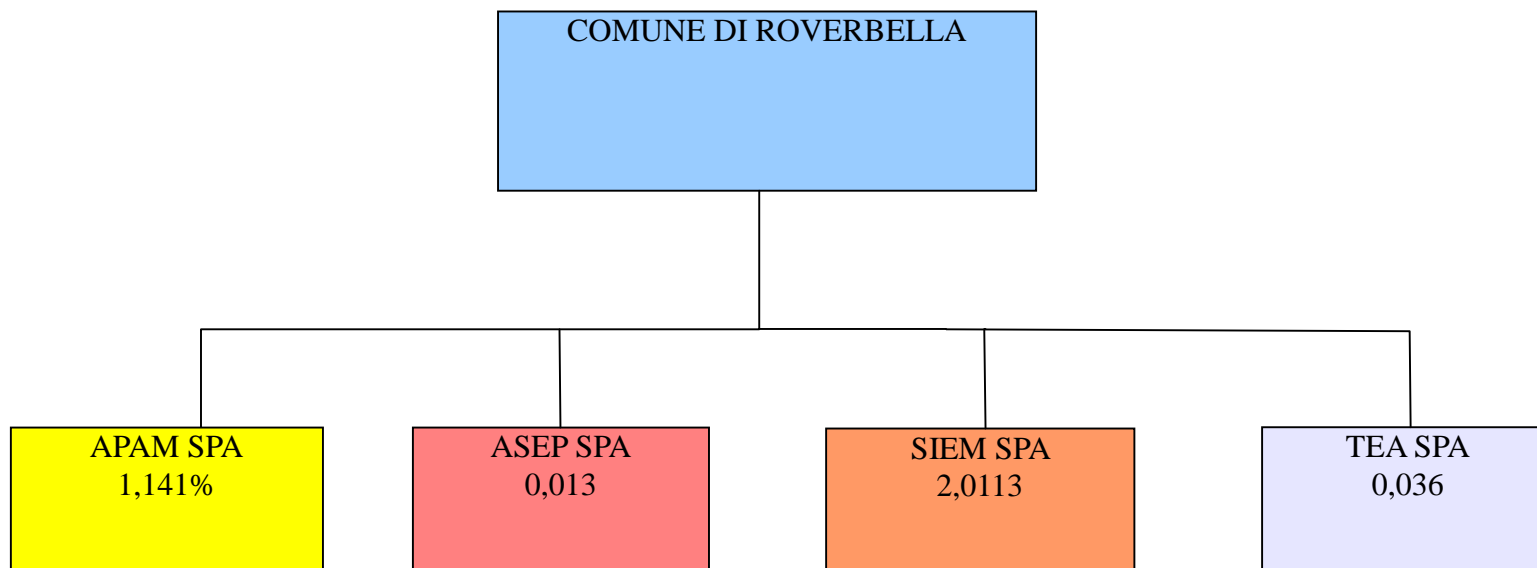 COMUNE DI ROVERBELLA
APAM SPA
1,141%
ASEP SPA
0,013
SIEM SPA
2,0113
TEA SPA
0,036